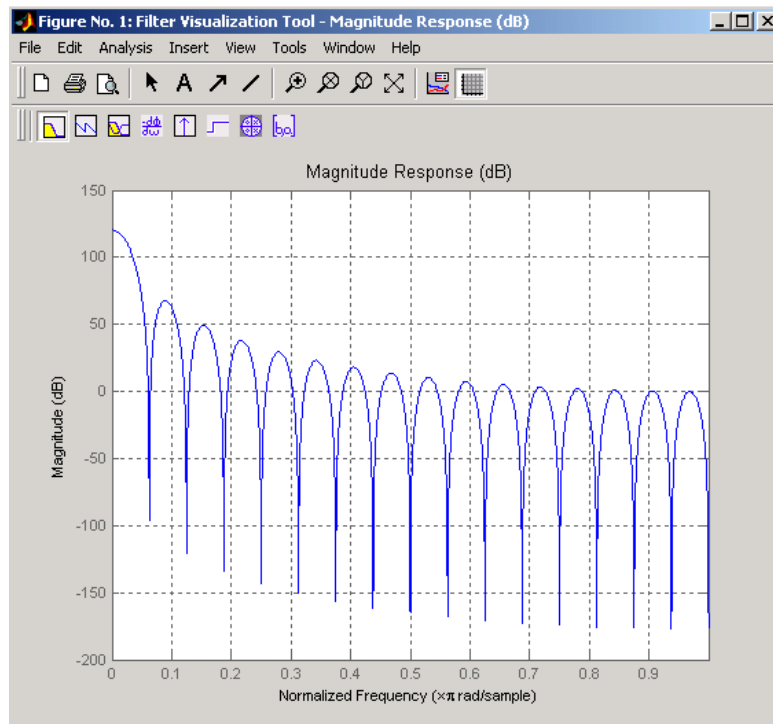 Figure No. 1: Filter Visualization Tool - Magnitude Response (dB)
File Edit Analysis Insert View Tools Window Help
A
-dϕ
dω
[b,a]
Magnitude Response (dB)
150
100
50
0
-50
-100
-150
-200
Magnitude (dB)
0 0.1 0.2 0.3 0.4 0.5 0.6 0.7 0.8 0.9
Normalized Frequency (×π rad/sample)